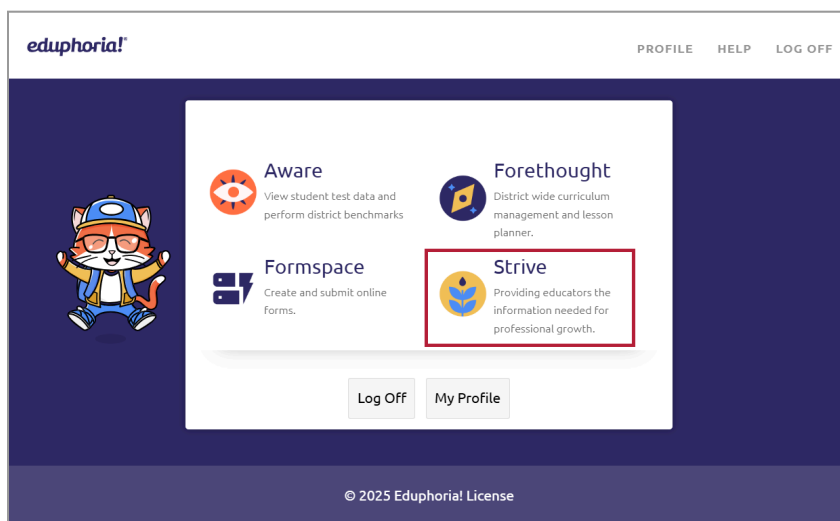 eduphoria!®
PROFILE HELP LOG OFF
Aware
View student test data and
perform district benchmarks
Forethought
District wide curriculum
management and lesson
planner.
Formspace
Create and submit online
forms.
Strive
Providing educators the
information needed for
professional growth.
Log Off
My Profile
© 2025 Eduphoria! License